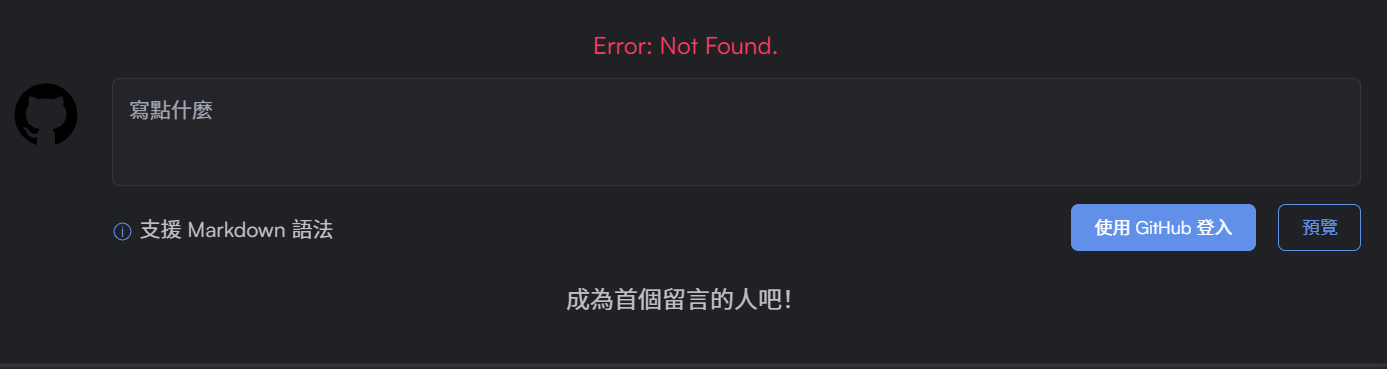 Error: Not Found.
寫點什麼
支援 Markdown 語法
使用 GitHub 登入
預覽
成為首個留言的人吧!